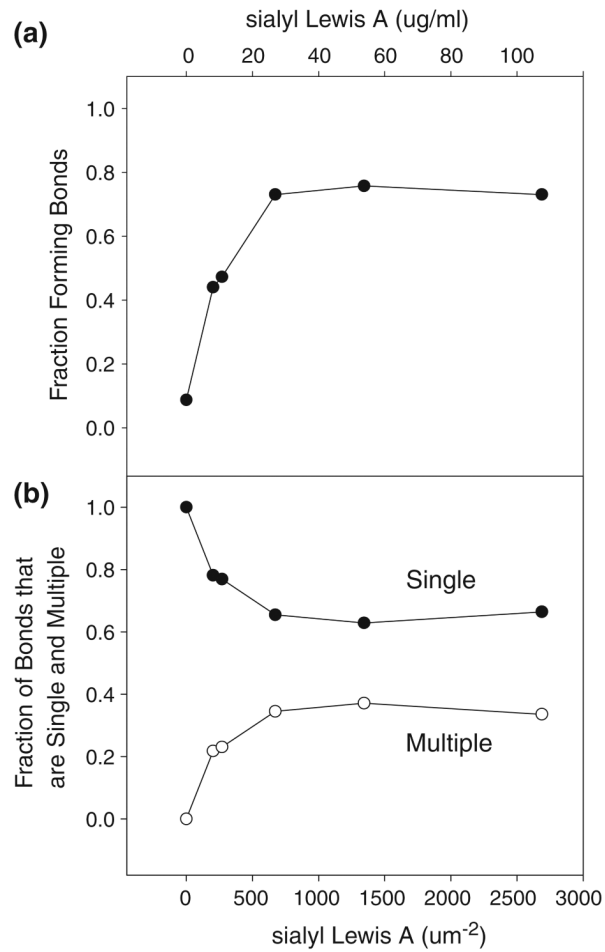 (a)
sialyl Lewis A (ug/ml)
0 20 40 60 80 100
Fraction Forming Bonds
1.0
0.8
0.6
0.4
0.2
0.0
(b)
Fraction of Bonds that
are Single and Multiple
1.0
0.8
0.6
0.4
0.2
0.0
Single
Multiple
0 500 1000 1500 2000 2500 3000
sialyl Lewis A (um⁻²)